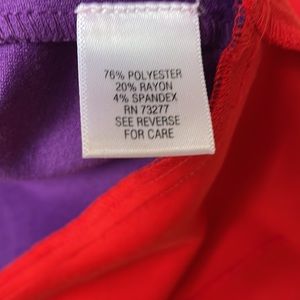 76% POLYESTER
20% RAYON
4% SPANDEX
RN 73277
SEE REVERSE
FOR CARE